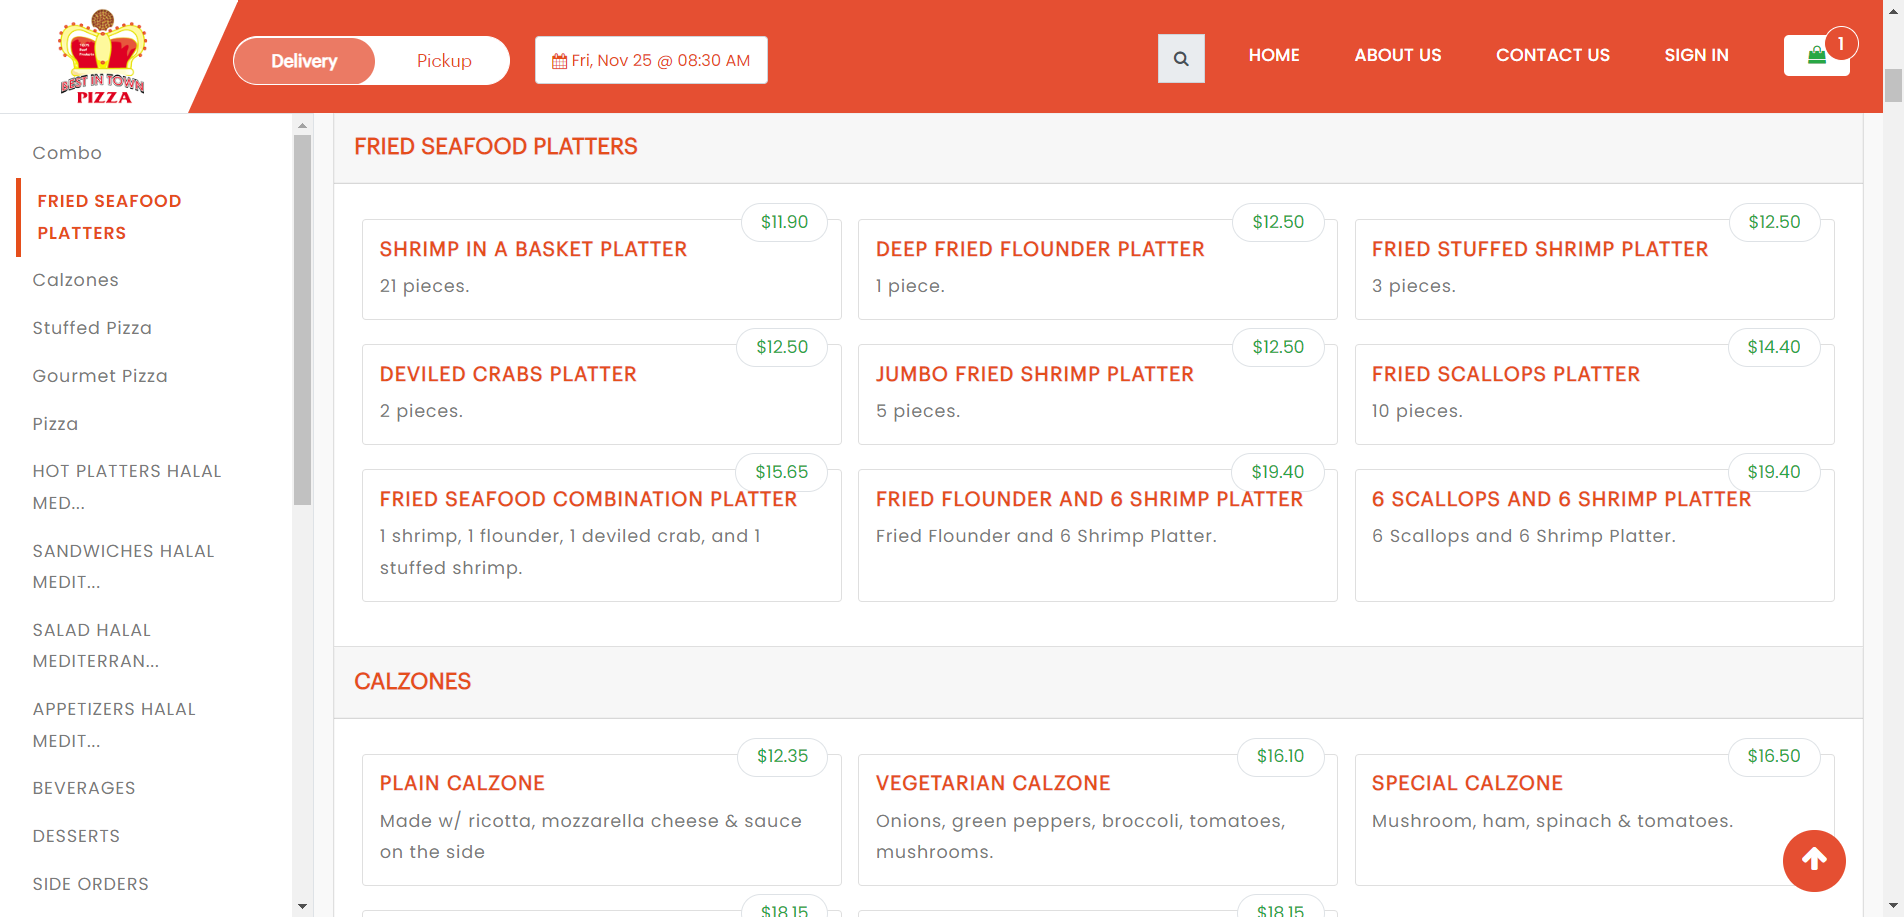 BEST IN TOWN
PIZZA
Delivery
Pickup
Fri, Nov 25 @ 08:30 AM
HOME
ABOUT US
CONTACT US
SIGN IN
1
Combo
FRIED SEAFOOD
PLATTERS
Calzones
Stuffed Pizza
Gourmet Pizza
Pizza
HOT PLATTERS HALAL
MED...
SANDWICHES HALAL
MEDIT...
SALAD HALAL
MEDITERRAN...
APPETIZERS HALAL
MEDIT...
BEVERAGES
DESSERTS
SIDE ORDERS
FRIED SEAFOOD PLATTERS
$11.90
SHRIMP IN A BASKET PLATTER
21 pieces.
$12.50
DEEP FRIED FLOUNDER PLATTER
1 piece.
$12.50
FRIED STUFFED SHRIMP PLATTER
3 pieces.
$12.50
DEVILED CRABS PLATTER
2 pieces.
$12.50
JUMBO FRIED SHRIMP PLATTER
5 pieces.
$14.40
FRIED SCALLOPS PLATTER
10 pieces.
$15.65
FRIED SEAFOOD COMBINATION PLATTER
1 shrimp, 1 flounder, 1 deviled crab, and 1
stuffed shrimp.
$19.40
FRIED FLOUNDER AND 6 SHRIMP PLATTER
Fried Flounder and 6 Shrimp Platter.
$19.40
6 SCALLOPS AND 6 SHRIMP PLATTER
6 Scallops and 6 Shrimp Platter.
CALZONES
$12.35
PLAIN CALZONE
Made w/ ricotta, mozzarella cheese & sauce
on the side
$16.10
VEGETARIAN CALZONE
Onions, green peppers, broccoli, tomatoes,
mushrooms.
$16.50
SPECIAL CALZONE
Mushroom, ham, spinach & tomatoes.
$18.15
$18.15